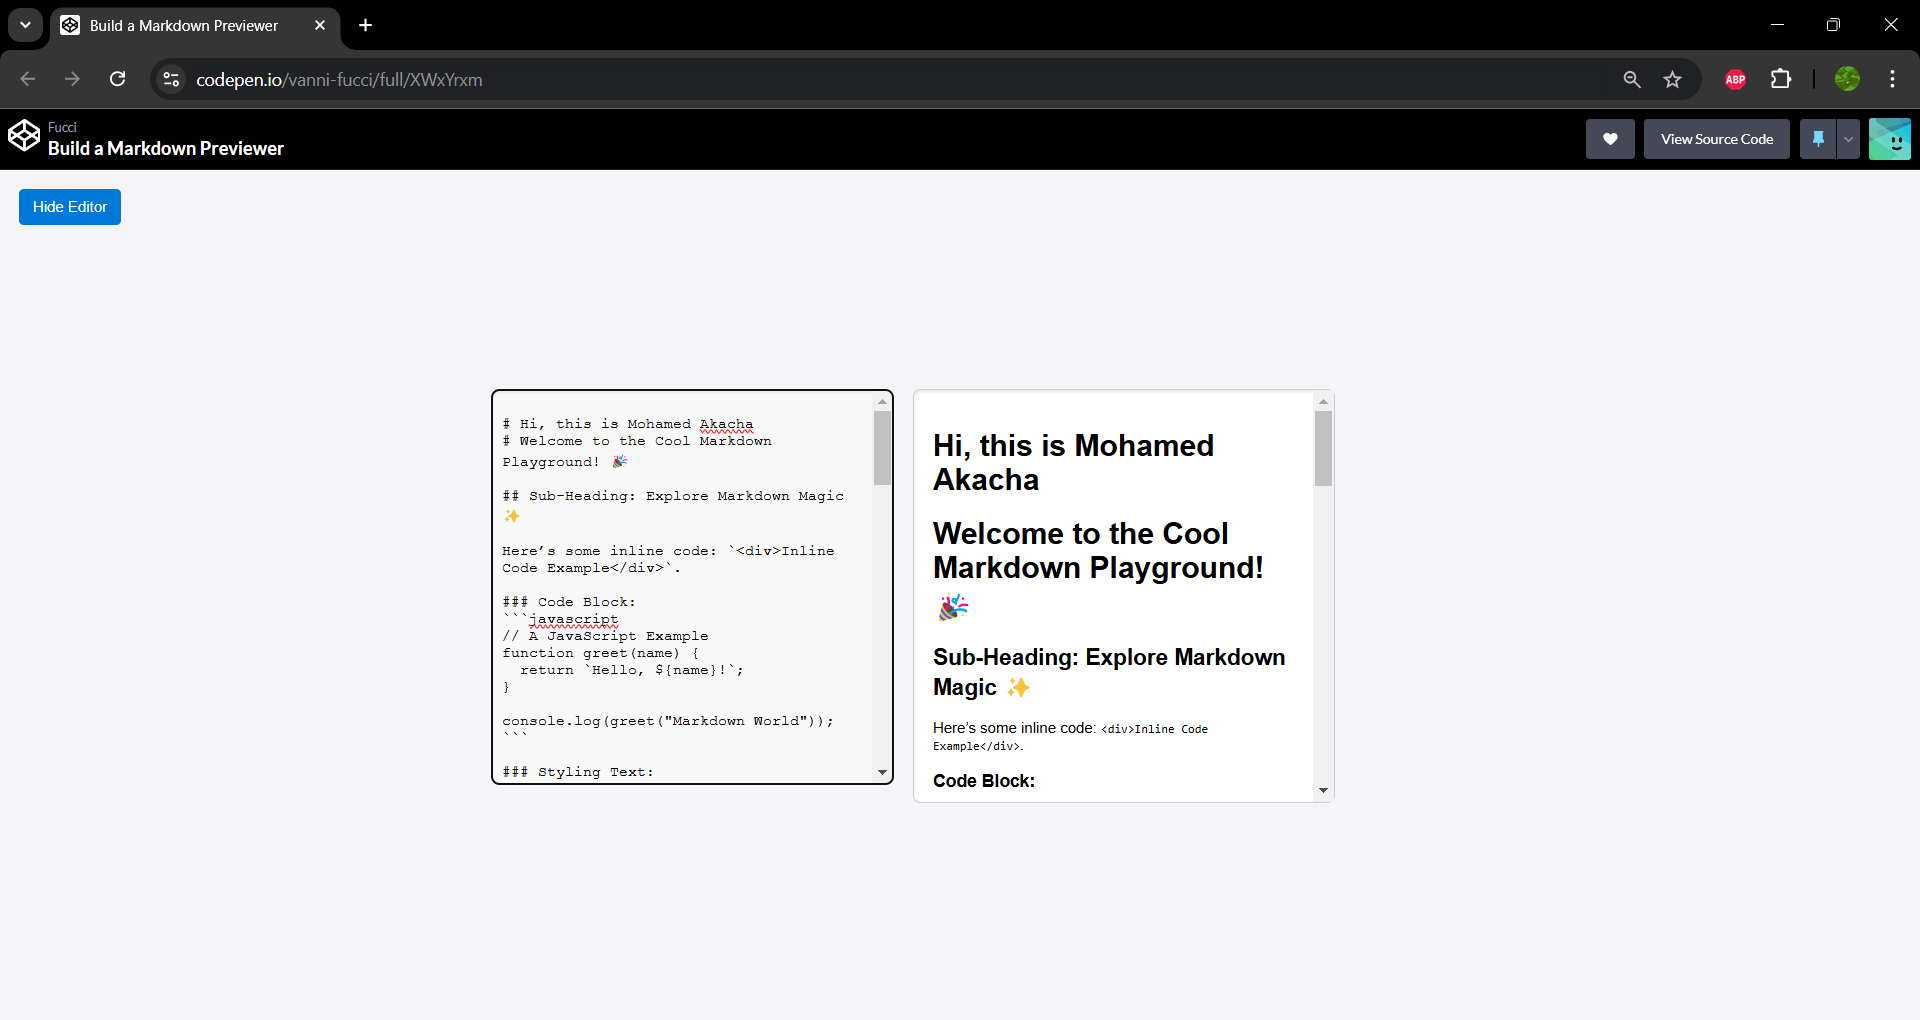 Build a Markdown Previewer
codepen.io/vanni-fucci/full/XWxYrxm
ABP
Fucci
Build a Markdown Previewer
View Source Code
Hide Editor
# Hi, this is Mohamed Akacha
# Welcome to the Cool Markdown
Playground! 🎉
## Sub-Heading: Explore Markdown Magic
✨
Here’s some inline code: `<div>Inline
Code Example</div>`.
### Code Block:
```javascript
// A JavaScript Example
function greet(name) {
  return `Hello, ${name}!`;
}
console.log(greet("Markdown World"));
```
### Styling Text:
Hi, this is Mohamed
Akacha
Welcome to the Cool
Markdown Playground!
🎉
Sub-Heading: Explore Markdown
Magic ✨
Here’s some inline code: <div>Inline Code
Example</div>.
Code Block: